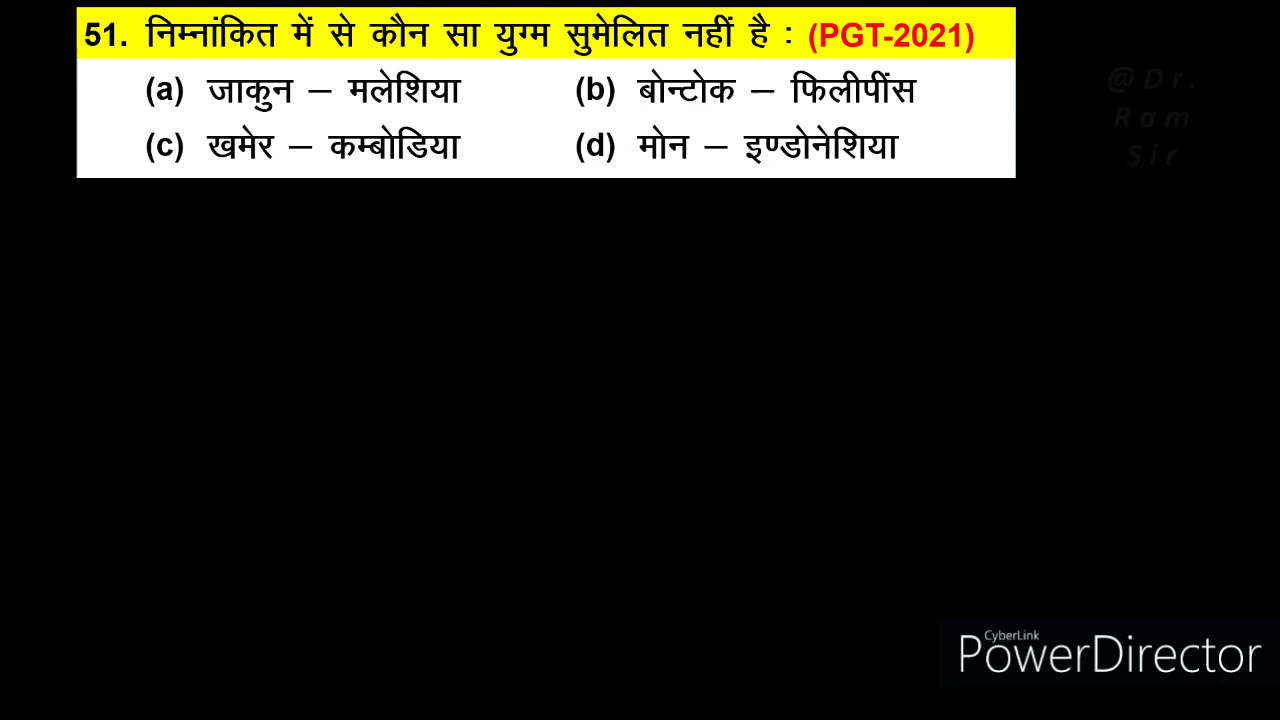 51. निम्नांकित में से कौन सा युग्म सुमेलित नहीं है : (PGT-2021)
(a) जाकुन – मलेशिया (b) बोन्टोक – फिलीपींस
(c) खमेर – कम्बोडिया (d) मोन – इण्डोनेशिया
@Dr.
Ram
Sir
CyberLink
PowerDirector